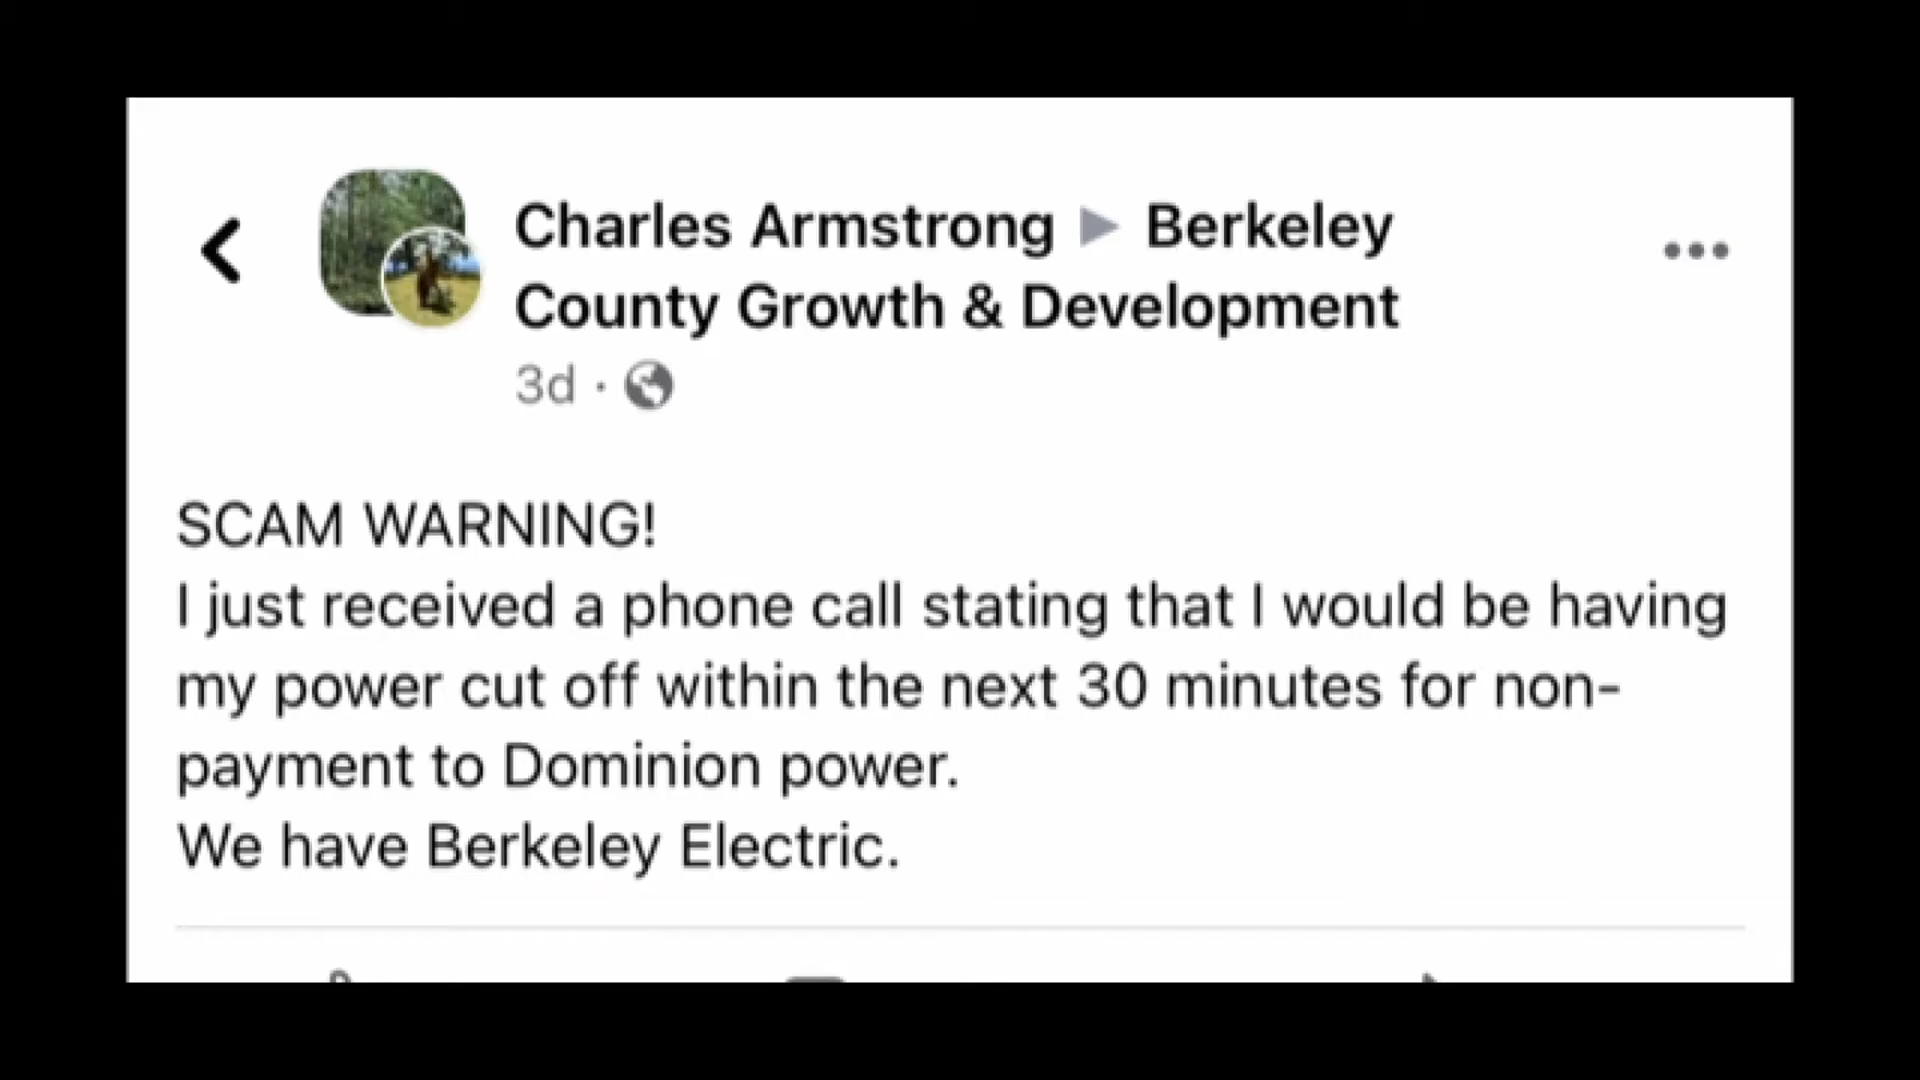 Charles Armstrong ▶ Berkeley
County Growth & Development
3d ·
SCAM WARNING!
I just received a phone call stating that I would be having
my power cut off within the next 30 minutes for non-
payment to Dominion power.
We have Berkeley Electric.